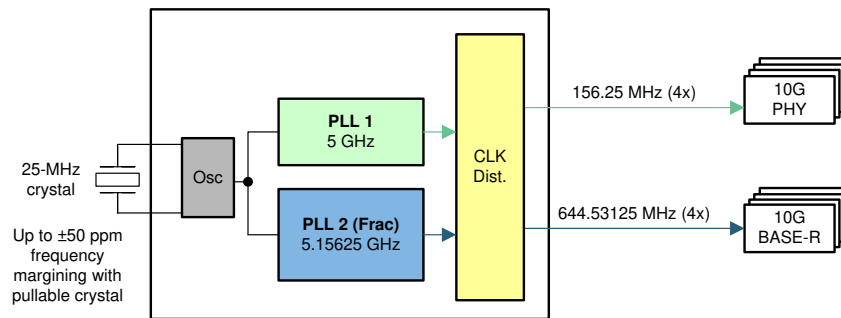 25-MHz
crystal
Up to ±50 ppm
frequency
margining with
pullable crystal
Osc
PLL 1
5 GHz
PLL 2 (Frac)
5.15625 GHz
CLK
Dist.
156.25 MHz (4x)
10G
PHY
644.53125 MHz (4x)
10G
BASE-R